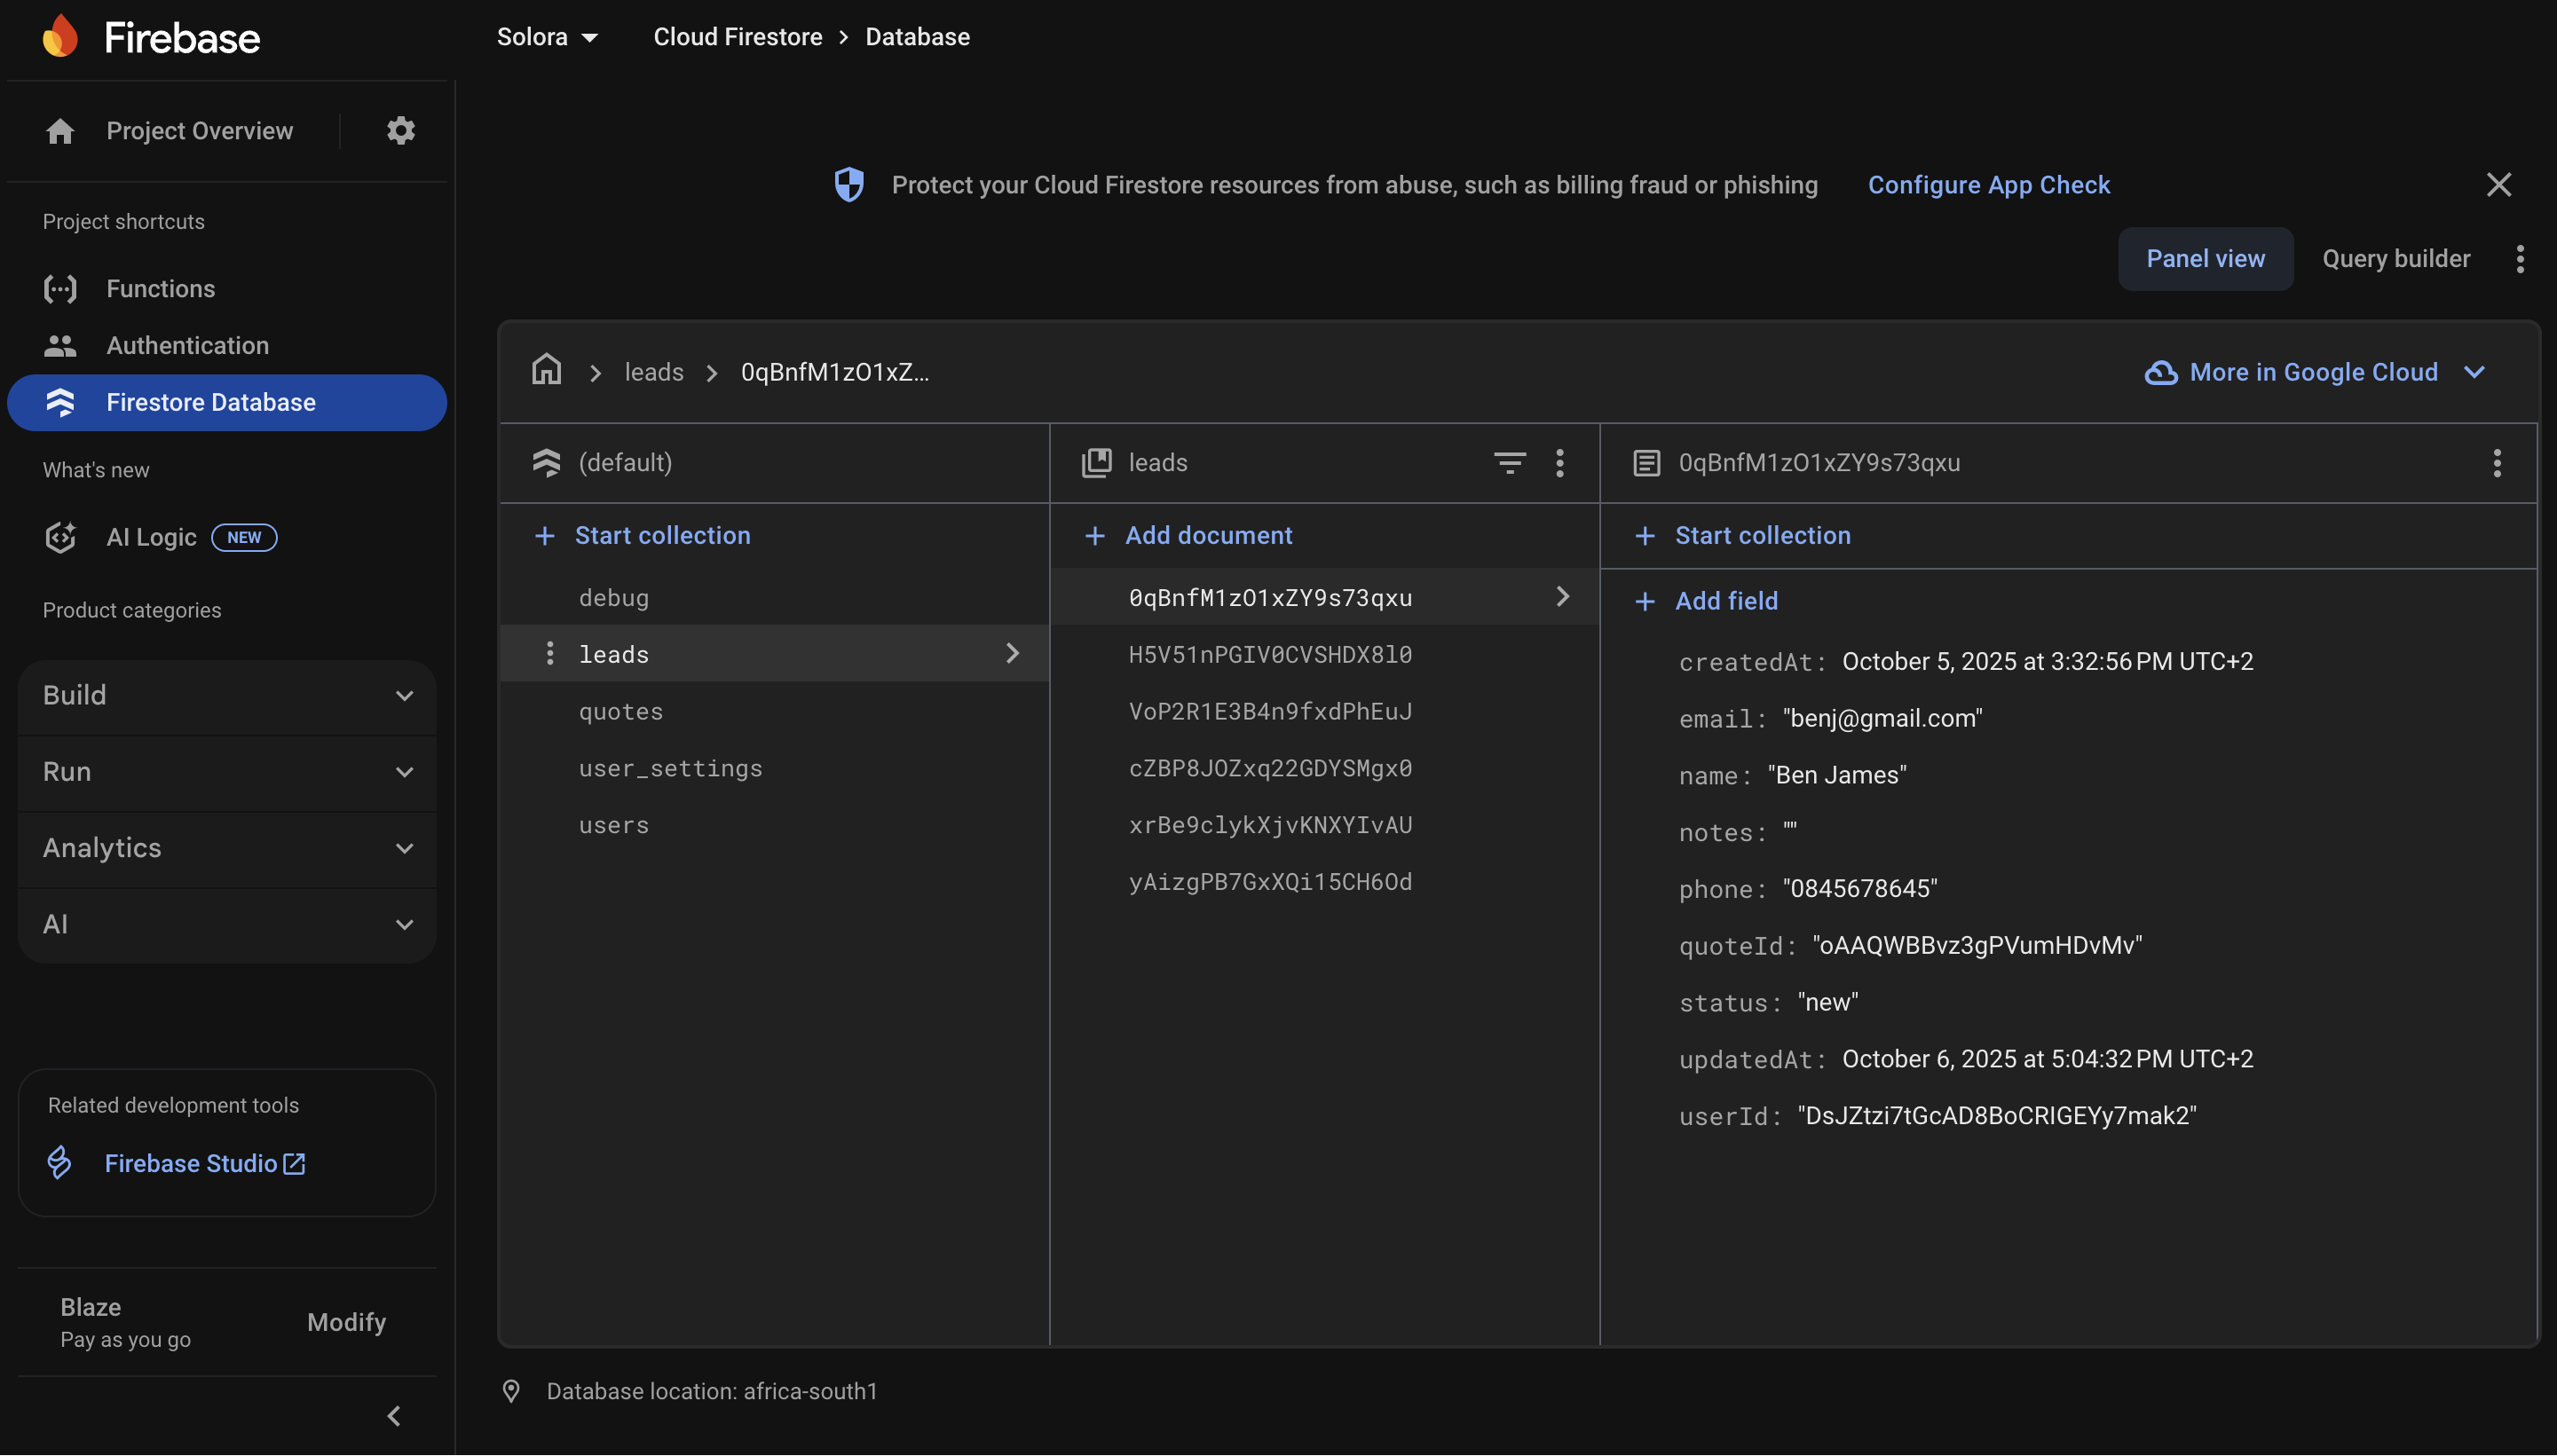 Firebase
Solora
Cloud Firestore > Database
Project Overview
Protect your Cloud Firestore resources from abuse, such as billing fraud or phishing
Configure App Check
Project shortcuts
Panel view
Query builder
Functions
Authentication
Firestore Database
What's new
AI Logic
NEW
Product categories
Build
Run
Analytics
AI
Related development tools
Firebase Studio
Blaze
Pay as you go
Modify
leads
0qBnfM1zO1xZ...
More in Google Cloud
(default)
Start collection
debug
leads
quotes
user_settings
users
leads
Add document
0qBnfM1zO1xZY9s73qxu
H5V51nPGIV0CVSHDX8l0
VoP2R1E3B4n9fxdPhEuJ
cZBP8JOZxq22GDYSMgx0
xrBe9clykXjvKNXYIvAU
yAizgPB7GxXQi15CH6Od
0qBnfM1zO1xZY9s73qxu
Start collection
Add field
createdAt: October 5, 2025 at 3:32:56 PM UTC+2
email: "benj@gmail.com"
name: "Ben James"
notes: ""
phone: "0845678645"
quoteId: "oAAQWBBvz3gPVumHDvMv"
status: "new"
updatedAt: October 6, 2025 at 5:04:32 PM UTC+2
userId: "DsJZtzi7tGcAD8BoCRIGEYy7mak2"
Database location: africa-south1